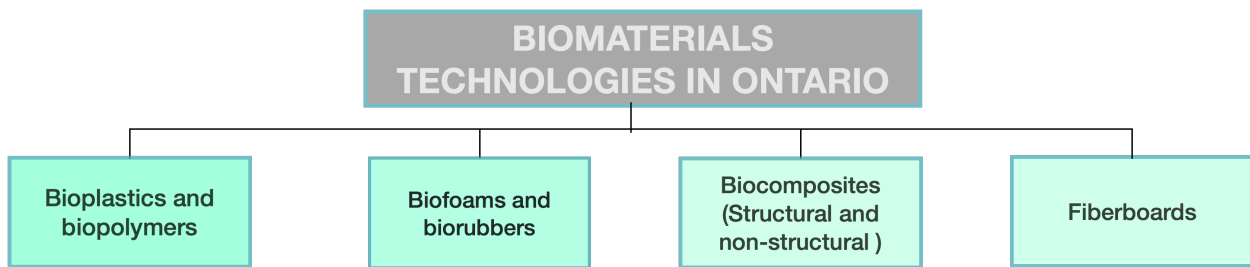 BIOMATERIALS
TECHNOLOGIES IN ONTARIO
Bioplastics and
biopolymers
Biofoams and
biorubbers
Biocomposites
(Structural and
non-structural )
Fiberboards